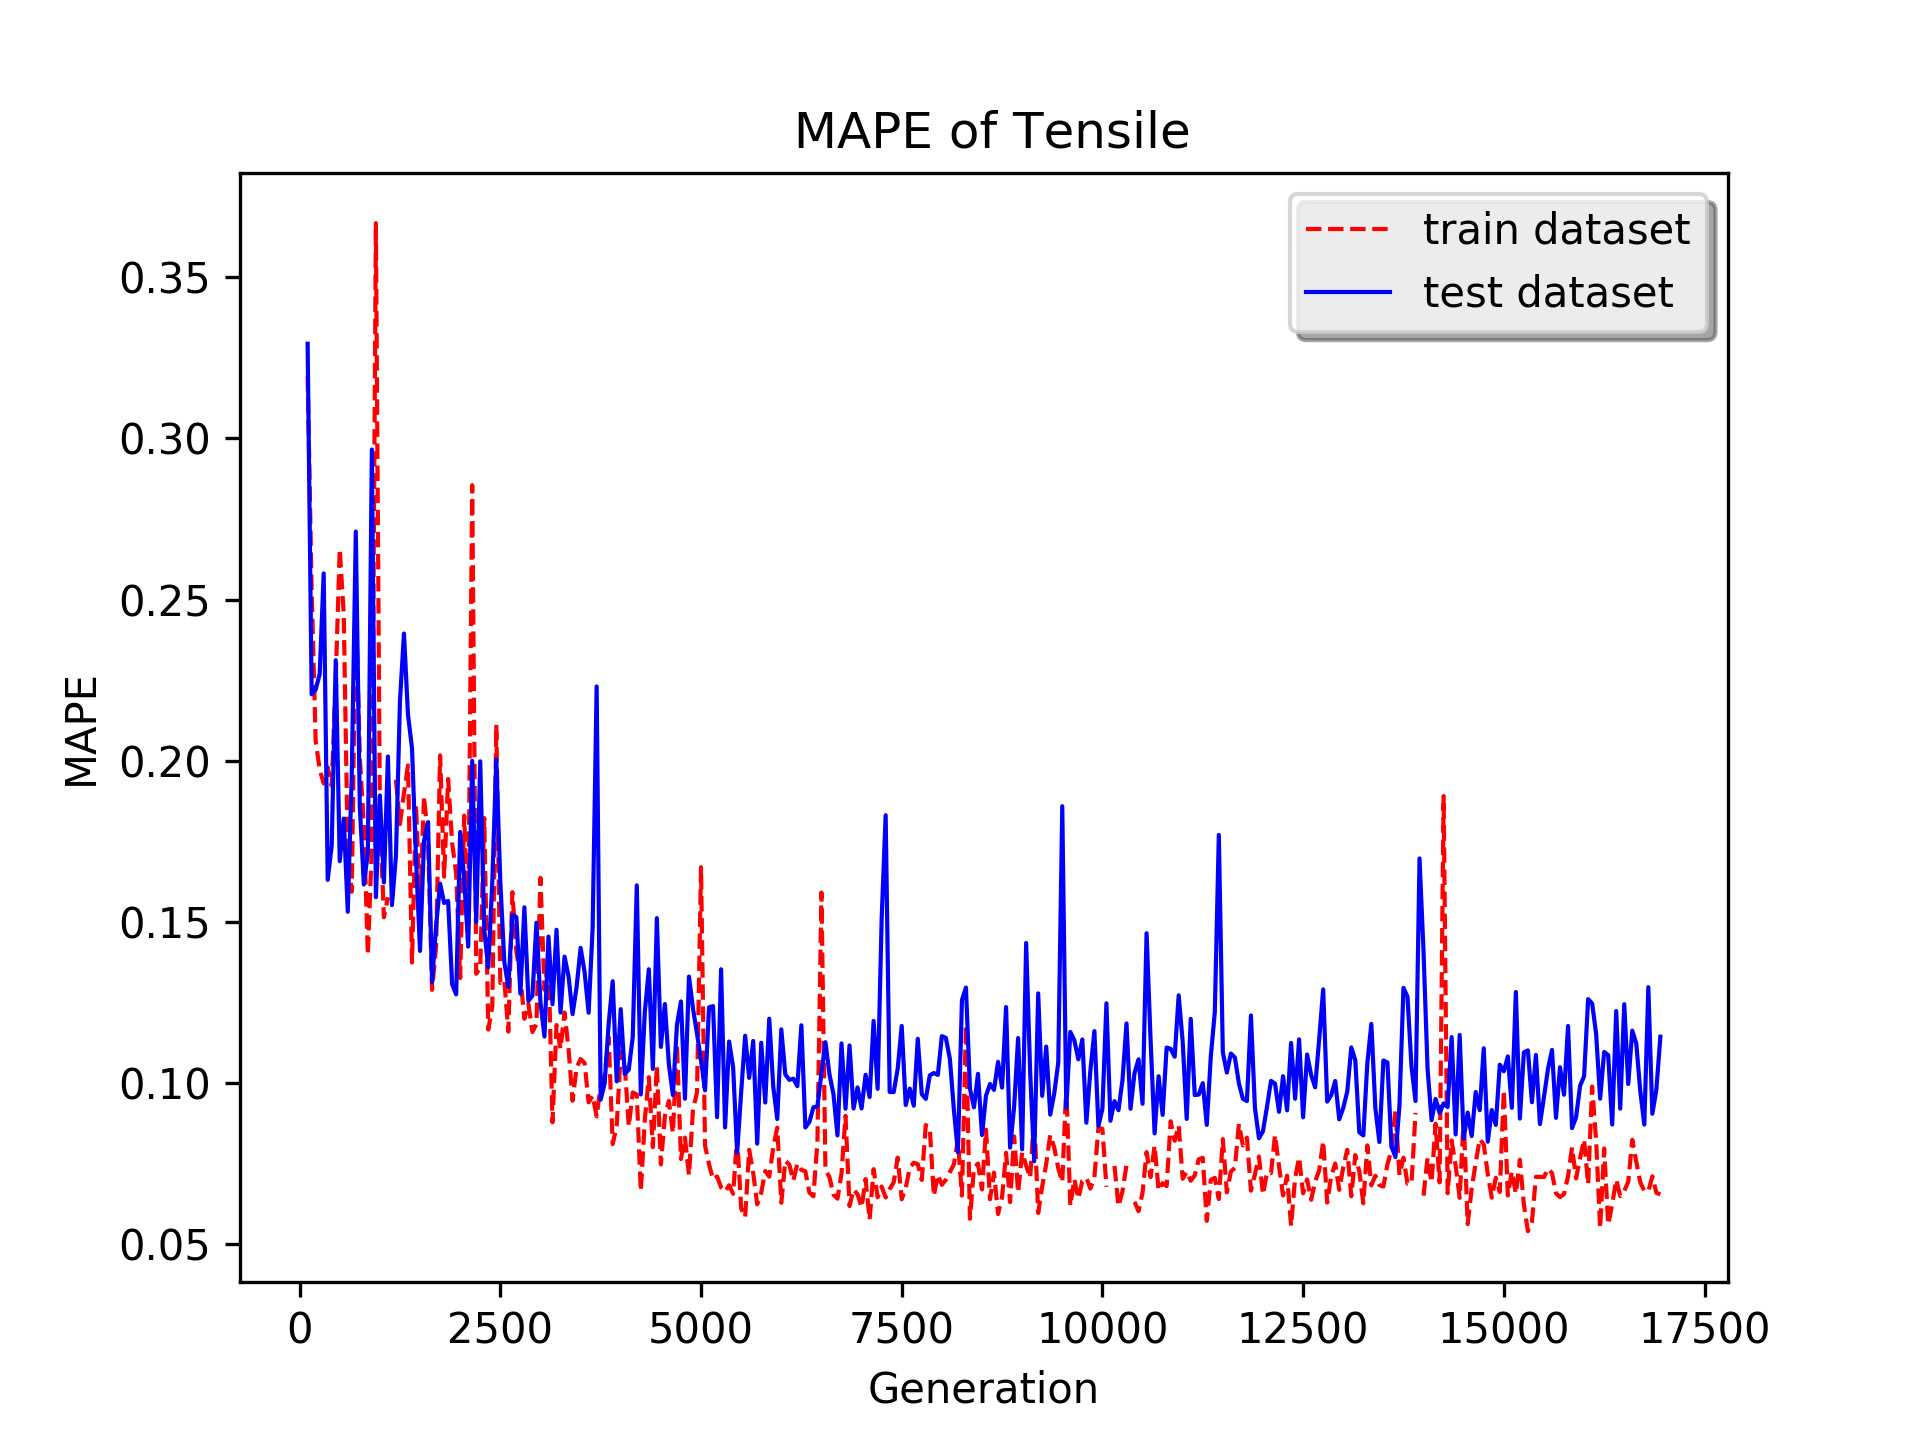 MAPE of Tensile
train dataset
test dataset
0.35
0.30
0.25
0.20
0.15
0.10
0.05
MAPE
0 2500 5000 7500 10000 12500 15000 17500
Generation